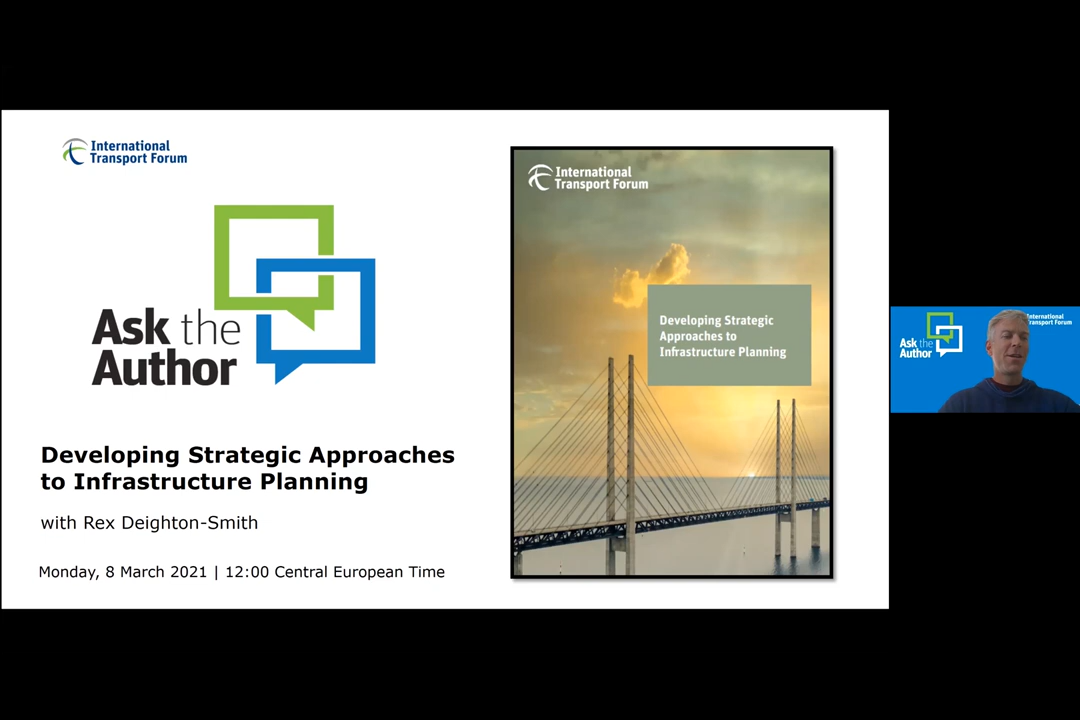 International
Transport Forum
Ask the
Author
Developing Strategic Approaches
to Infrastructure Planning
with Rex Deighton-Smith
Monday, 8 March 2021 | 12:00 Central European Time
International
Transport Forum
Developing Strategic
Approaches to
Infrastructure Planning
Ask the
Author
International
Transport Forum